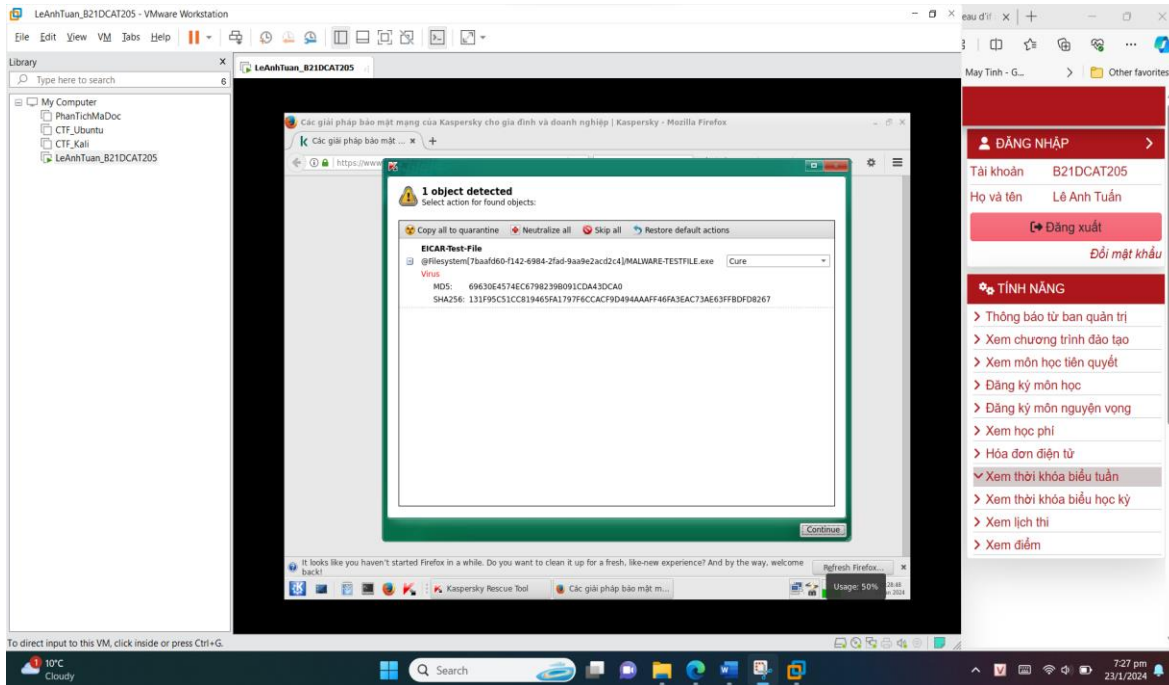 LeAnhTuan_B21DCAT205 - VMware Workstation
File Edit View VM Tabs Help
Library
Type here to search
My Computer
PhanTichMaDoc
CTF_Ubuntu
CTF_Kali
LeAnhTuan_B21DCAT205
LeAnhTuan_B21DCAT205
Các giải pháp bảo mật mạng của Kaspersky cho gia đình và doanh nghiệp | Kaspersky - Mozilla Firefox
Các giải pháp bảo mật ...
https://www
1 object detected
Select action for found objects:
Copy all to quarantine Neutralize all Skip all Restore default actions
EICAR-Test-File
@Filesystem[7baafd60-f142-6984-2fad-9aa9e2acd2c4]/MALWARE-TESTFILE.exe Cure
Virus
MD5: 69630E4574EC6798239B091CDA43DCA0
SHA256: 131F95C51CC819465FA1797F6CCACF9D494AAAFF46FA3EAC73AE63FFBDFD8267
Continue
It looks like you haven't started Firefox in a while. Do you want to clean it up for a fresh, like-new experience? And by the way, welcome
back!
Refresh Firefox...
Kaspersky Rescue Tool Các giải pháp bảo mật m...
Usage: 50%
To direct input to this VM, click inside or press Ctrl+G.
eau d'if
May Tinh - G... Other favorites
ĐĂNG NHẬP
Tài khoản B21DCAT205
Họ và tên Lê Anh Tuấn
Đăng xuất
Đổi mật khẩu
TÍNH NĂNG
Thông báo từ ban quản trị
Xem chương trình đào tạo
Xem môn học tiên quyết
Đăng ký môn học
Đăng ký môn nguyện vọng
Xem học phí
Hóa đơn điện tử
Xem thời khóa biểu tuần
Xem thời khóa biểu học kỳ
Xem lịch thi
Xem điểm
1
10°C
Cloudy
Search
V
7:27 pm
23/1/2024